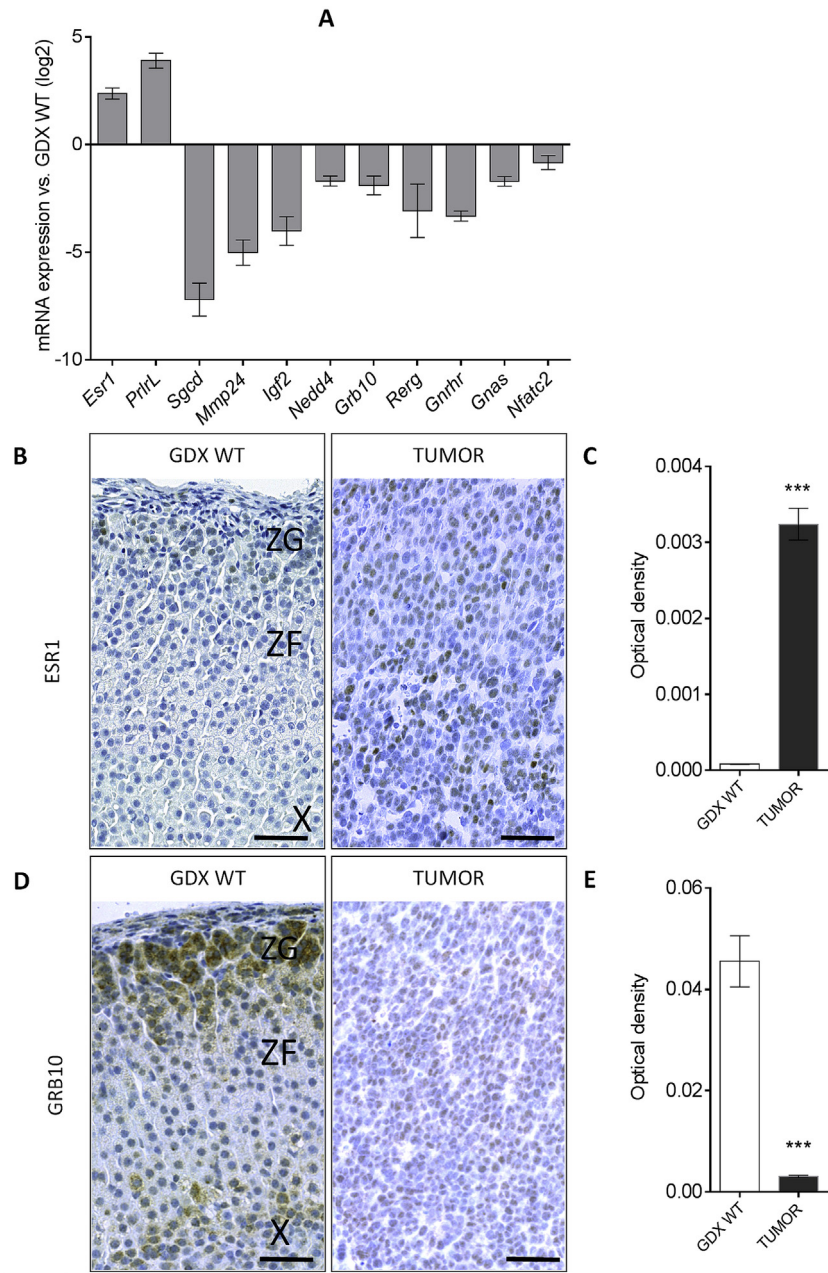 A
mRNA expression vs. GDX WT (log2)
5
0
-5
-10
Esr1
PrlrL
Sgcd
Mmp24
Igf2
Nedd4
Grb10
Rerg
Gnrhr
Gnas
Nfatc2
B
GDX WT
TUMOR
ESR1
ZG
ZF
X
C
Optical density
0.004
0.003
0.002
0.001
0.000
***
GDX WT
TUMOR
D
GDX WT
TUMOR
GRB10
ZG
ZF
X
E
Optical density
0.06
0.04
0.02
0.00
***
GDX WT
TUMOR